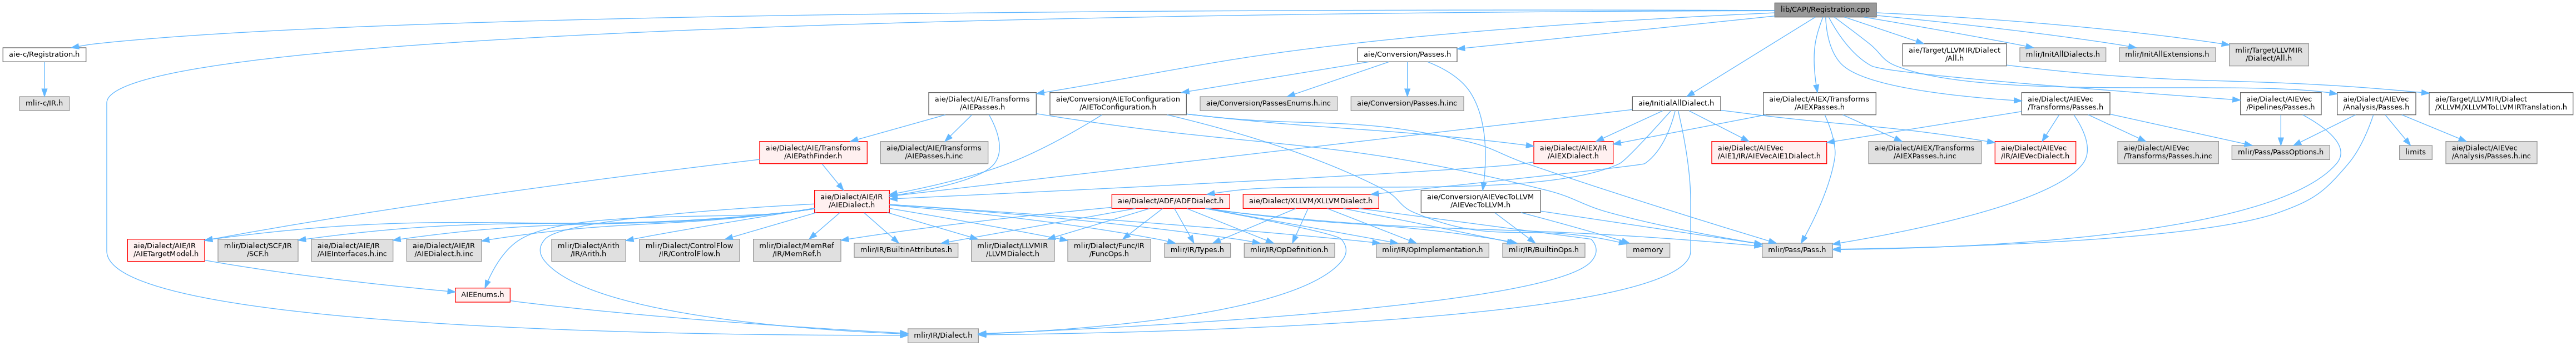 lib/CAPI/Registration.cpp
aie-c/Registration.h
aie/Conversion/Passes.h
aie/Target/LLVMIR/Dialect
/All.h
mlir/InitAllDialects.h
mlir/InitAllExtensions.h
mlir/Target/LLVMIR
/Dialect/All.h
mlir-c/IR.h
aie/Dialect/AIE/Transforms
/AIEPasses.h
aie/Conversion/AIEToConfiguration
/AIEToConfiguration.h
aie/Conversion/PassesEnums.h.inc
aie/Conversion/Passes.h.inc
aie/InitialAllDialect.h
aie/Dialect/AIEX/Transforms
/AIEXPasses.h
aie/Dialect/AIEVec
/Transforms/Passes.h
aie/Dialect/AIEVec
/Pipelines/Passes.h
aie/Dialect/AIEVec
/Analysis/Passes.h
aie/Target/LLVMIR/Dialect
/XLLVM/XLLVMToLLVMIRTranslation.h
aie/Dialect/AIE/Transforms
/AIEPathFinder.h
aie/Dialect/AIE/Transforms
/AIEPasses.h.inc
aie/Dialect/AIEX/IR
/AIEXDialect.h
aie/Dialect/AIEVec
/AIE1/IR/AIEVecAIE1Dialect.h
aie/Dialect/AIEX/Transforms
/AIEXPasses.h.inc
aie/Dialect/AIEVec
/IR/AIEVecDialect.h
aie/Dialect/AIEVec
/Transforms/Passes.h.inc
mlir/Pass/PassOptions.h
limits
aie/Dialect/AIEVec
/Analysis/Passes.h.inc
aie/Dialect/AIE/IR
/AIEDialect.h
aie/Dialect/ADF/ADFDialect.h
aie/Dialect/XLLVM/XLLVMDialect.h
aie/Conversion/AIEVecToLLVM
/AIEVecToLLVM.h
aie/Dialect/AIE/IR
/AIETargetModel.h
mlir/Dialect/SCF/IR
/SCF.h
aie/Dialect/AIE/IR
/AIEInterfaces.h.inc
aie/Dialect/AIE/IR
/AIEDialect.h.inc
mlir/Dialect/Arith
/IR/Arith.h
mlir/Dialect/ControlFlow
/IR/ControlFlow.h
mlir/Dialect/MemRef
/IR/MemRef.h
mlir/IR/BuiltinAttributes.h
mlir/Dialect/LLVMIR
/LLVMDialect.h
mlir/Dialect/Func/IR
/FuncOps.h
mlir/IR/Types.h
mlir/IR/OpDefinition.h
mlir/IR/OpImplementation.h
mlir/IR/BuiltinOps.h
memory
mlir/Pass/Pass.h
AIEEnums.h
mlir/IR/Dialect.h